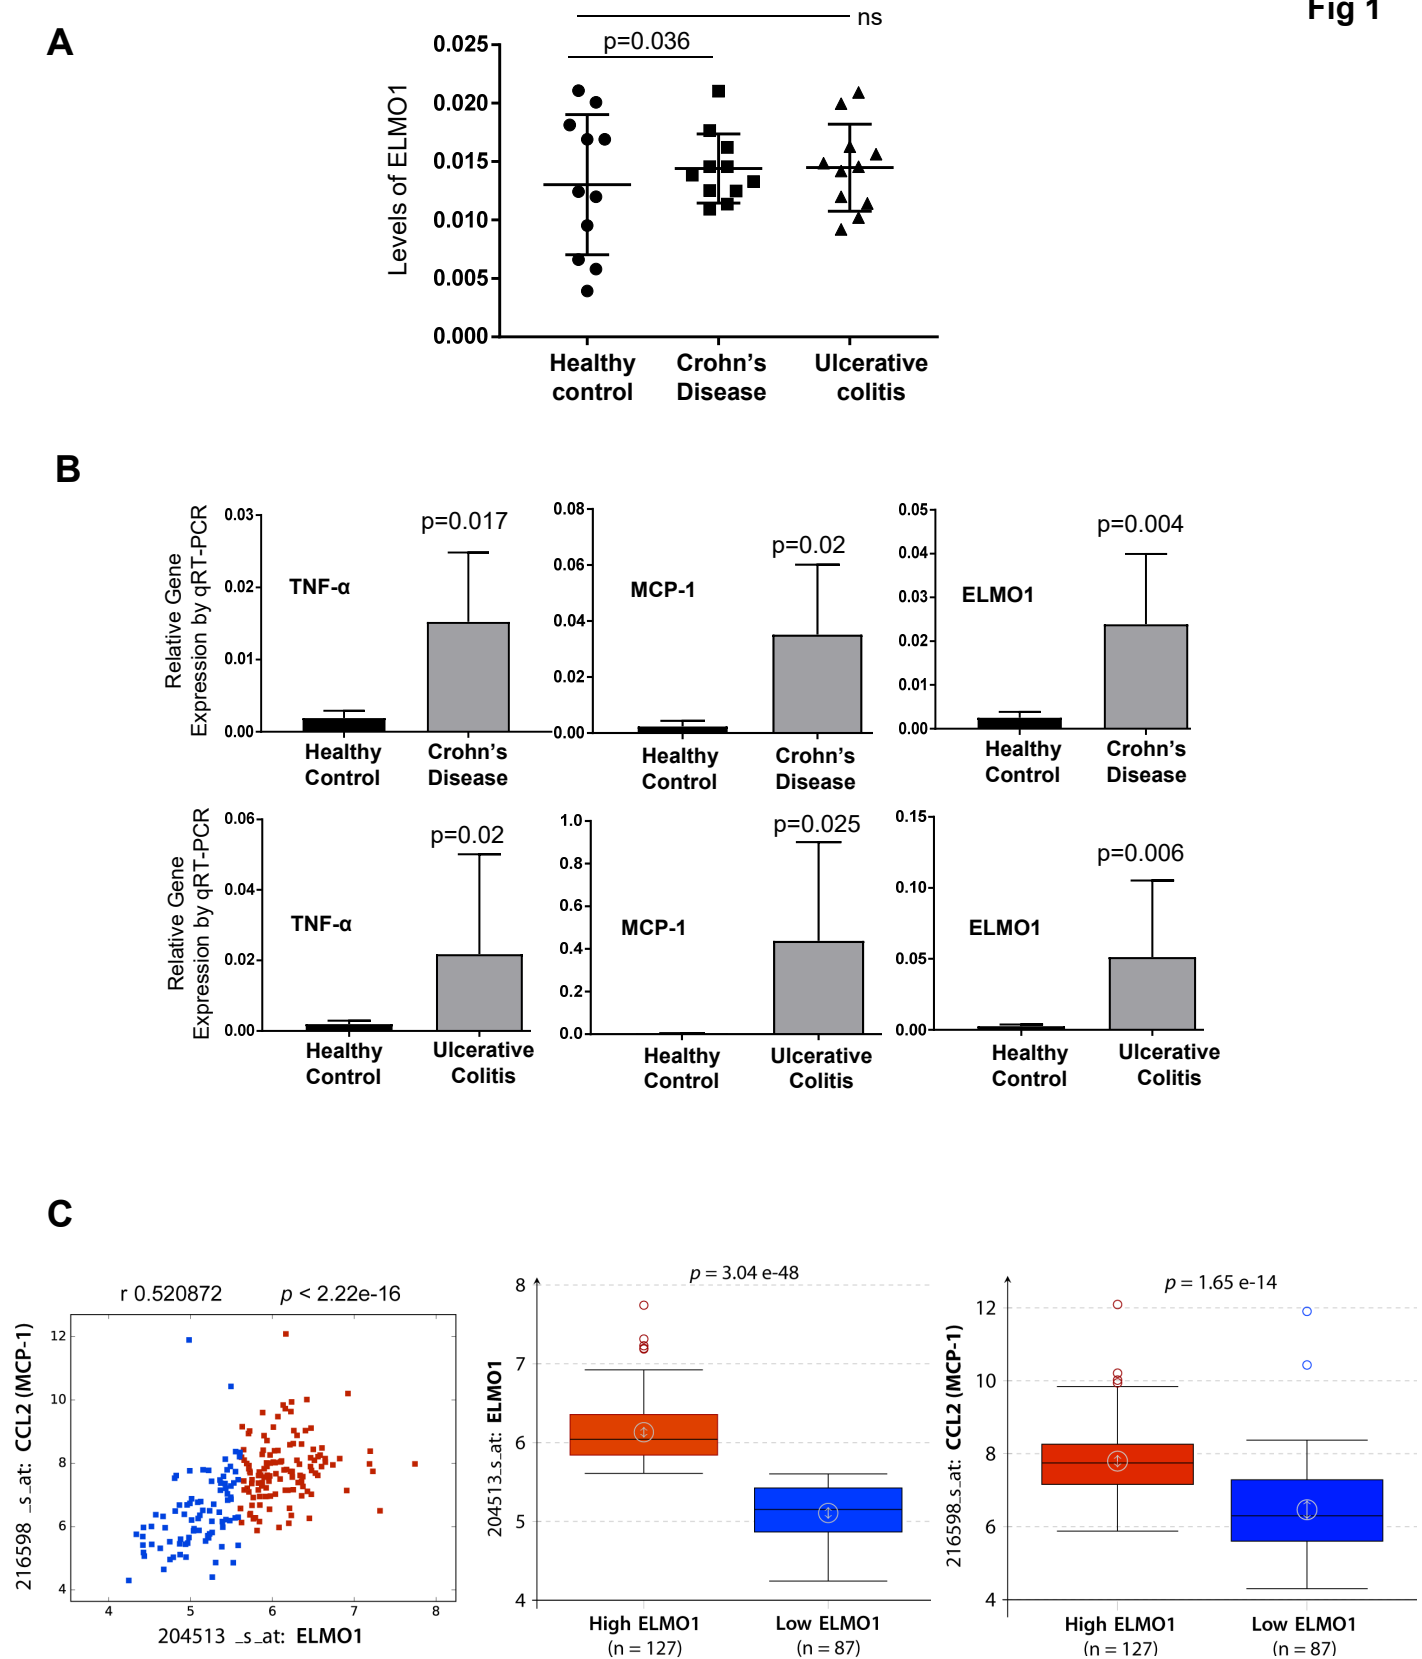 Fig 1
A
ns
p=0.036
Levels of ELMO1
0.025
0.020
0.015
0.010
0.005
0.000
Healthy
control
Crohn's
Disease
Ulcerative
colitis
B
Relative Gene
Expression by qRT-PCR
0.03
0.02
0.01
0.00
TNF-α
p=0.017
Healthy
Control
Crohn's
Disease
0.08
0.06
0.04
0.02
0.00
MCP-1
p=0.02
Healthy
Control
Crohn's
Disease
0.05
0.04
0.03
0.02
0.01
0.00
ELMO1
p=0.004
Healthy
Control
Crohn's
Disease
Relative Gene
Expression by qRT-PCR
0.06
0.04
0.02
0.00
TNF-α
p=0.02
Healthy
Control
Ulcerative
Colitis
1.0
0.8
0.6
0.4
0.2
0.0
MCP-1
p=0.025
Healthy
Control
Ulcerative
Colitis
0.15
0.10
0.05
0.00
ELMO1
p=0.006
Healthy
Control
Ulcerative
Colitis
C
r 0.520872
p < 2.22e-16
216598 _s_at: CCL2 (MCP-1)
12
10
8
6
4
4
5
6
7
8
204513 _s_at: ELMO1
p = 3.04 e-48
204513_s_at: ELMO1
8
7
6
5
4
High ELMO1
(n = 127)
Low ELMO1
(n = 87)
p = 1.65 e-14
216598_s_at: CCL2 (MCP-1)
12
10
8
6
4
High ELMO1
(n = 127)
Low ELMO1
(n = 87)